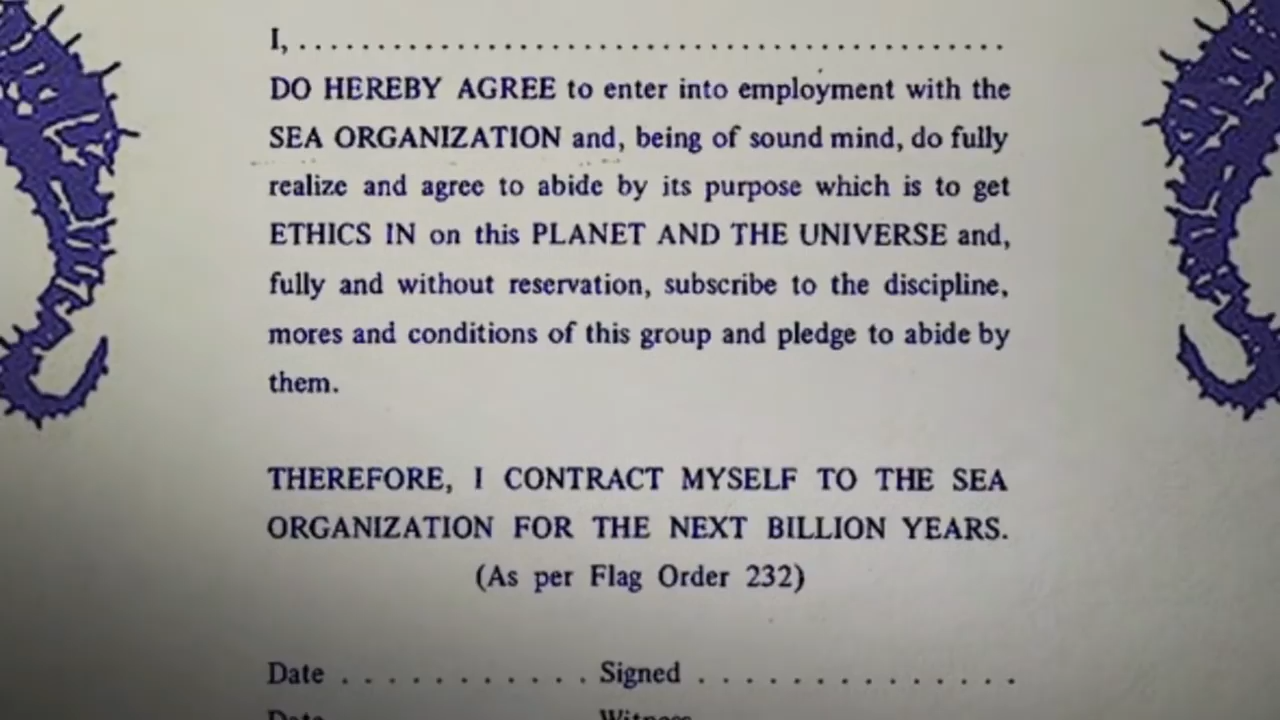 I, ................................................
DO HEREBY AGREE to enter into employment with the
SEA ORGANIZATION and, being of sound mind, do fully
realize and agree to abide by its purpose which is to get
ETHICS IN on this PLANET AND THE UNIVERSE and,
fully and without reservation, subscribe to the discipline,
mores and conditions of this group and pledge to abide by
them.
THEREFORE, I CONTRACT MYSELF TO THE SEA
ORGANIZATION FOR THE NEXT BILLION YEARS.
(As per Flag Order 232)
Date . . . . . . . . . . . Signed . . . . . . . . . . . . . .
Date Witness